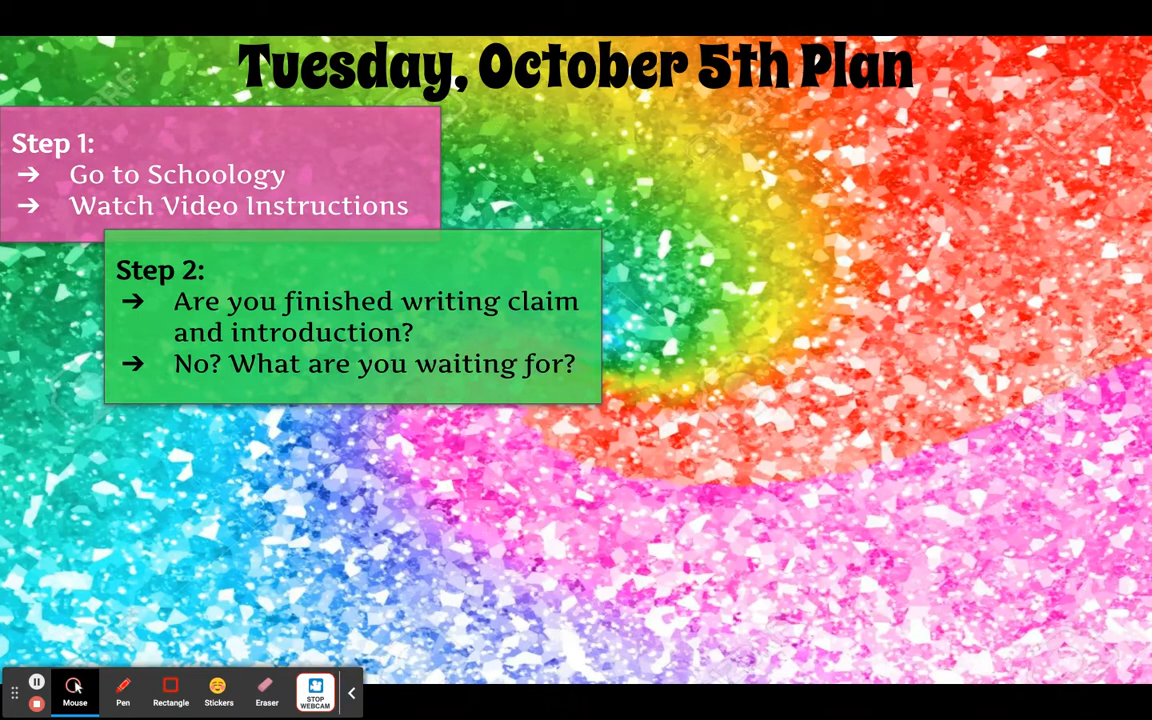 Tuesday, October 5th Plan
Step 1:
➔ Go to Schoology
➔ Watch Video Instructions
Step 2:
➔ Are you finished writing claim
and introduction?
➔ No? What are you waiting for?
Mouse
Pen
Rectangle
Stickers
Eraser
STOP
WEBCAM